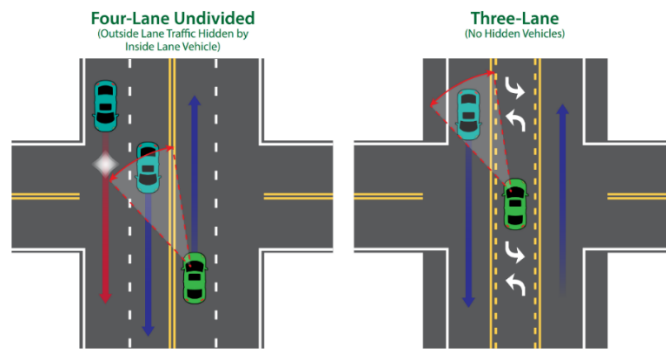 Four-Lane Undivided
(Outside Lane Traffic Hidden by
Inside Lane Vehicle)
Three-Lane
(No Hidden Vehicles)